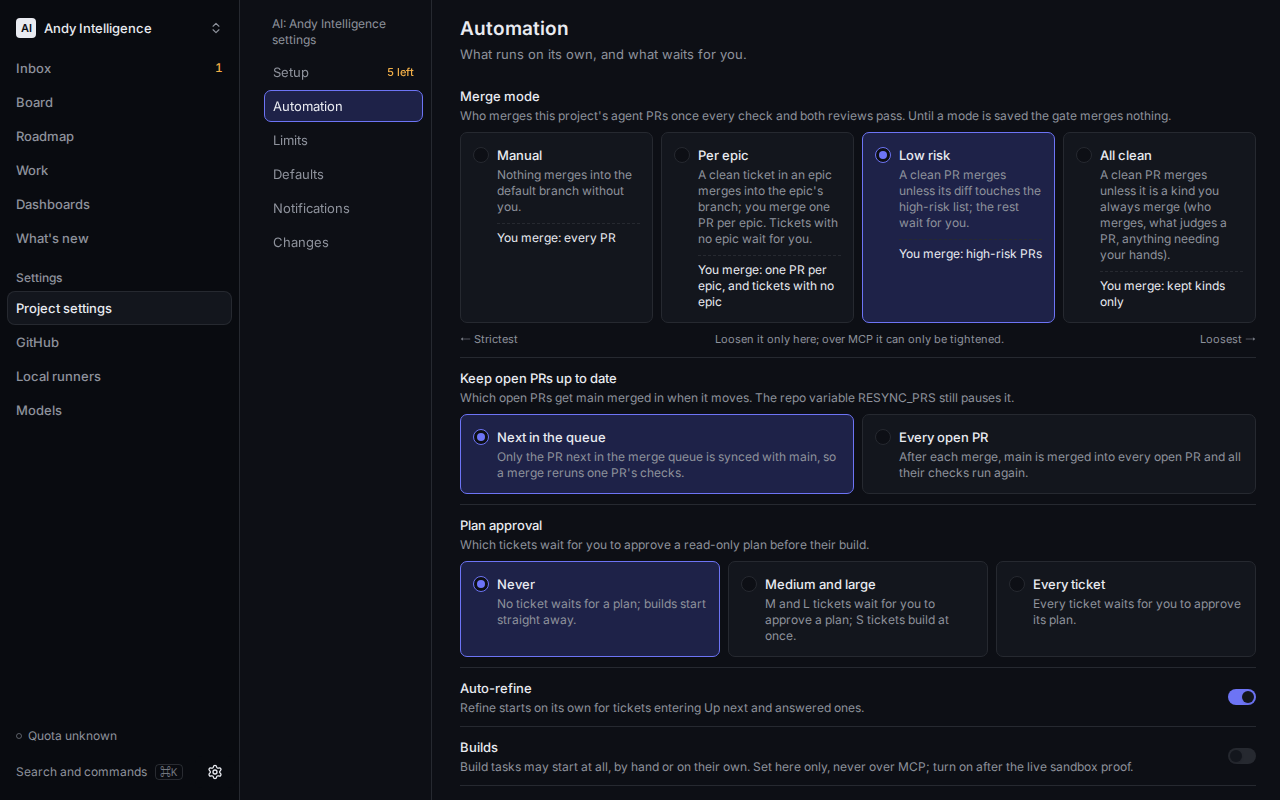 AI Andy Intelligence
Inbox 1
Board
Roadmap
Work
Dashboards
What's new
Settings
Project settings
GitHub
Local runners
Models
Quota unknown
Search and commands ⌘K
AI: Andy Intelligence
settings
Setup 5 left
Automation
Limits
Defaults
Notifications
Changes
Automation
What runs on its own, and what waits for you.
Merge mode
Who merges this project's agent PRs once every check and both reviews pass. Until a mode is saved the gate merges nothing.
Manual
Nothing merges into the
default branch without
you.
You merge: every PR
Per epic
A clean ticket in an epic
merges into the epic's
branch; you merge one
PR per epic. Tickets with
no epic wait for you.
You merge: one PR per
epic, and tickets with no
epic
Low risk
A clean PR merges
unless its diff touches the
high-risk list; the rest
wait for you.
You merge: high-risk PRs
All clean
A clean PR merges
unless it is a kind you
always merge (who
merges, what judges a
PR, anything needing
your hands).
You merge: kept kinds
only
← Strictest
Loosen it only here; over MCP it can only be tightened.
Loosest →
Keep open PRs up to date
Which open PRs get main merged in when it moves. The repo variable RESYNC_PRS still pauses it.
Next in the queue
Only the PR next in the merge queue is synced with main, so
a merge reruns one PR's checks.
Every open PR
After each merge, main is merged into every open PR and all
their checks run again.
Plan approval
Which tickets wait for you to approve a read-only plan before their build.
Never
No ticket waits for a plan; builds start
straight away.
Medium and large
M and L tickets wait for you to
approve a plan; S tickets build at
once.
Every ticket
Every ticket waits for you to approve
its plan.
Auto-refine
Refine starts on its own for tickets entering Up next and answered ones.
Builds
Build tasks may start at all, by hand or on their own. Set here only, never over MCP; turn on after the live sandbox proof.